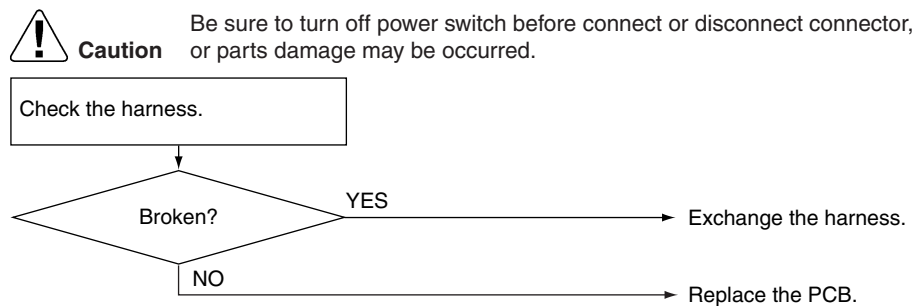 Be sure to turn off power switch before connect or disconnect connector,
Caution or parts damage may be occurred.
Check the harness.
Broken?
YES
Exchange the harness.
NO
Replace the PCB.